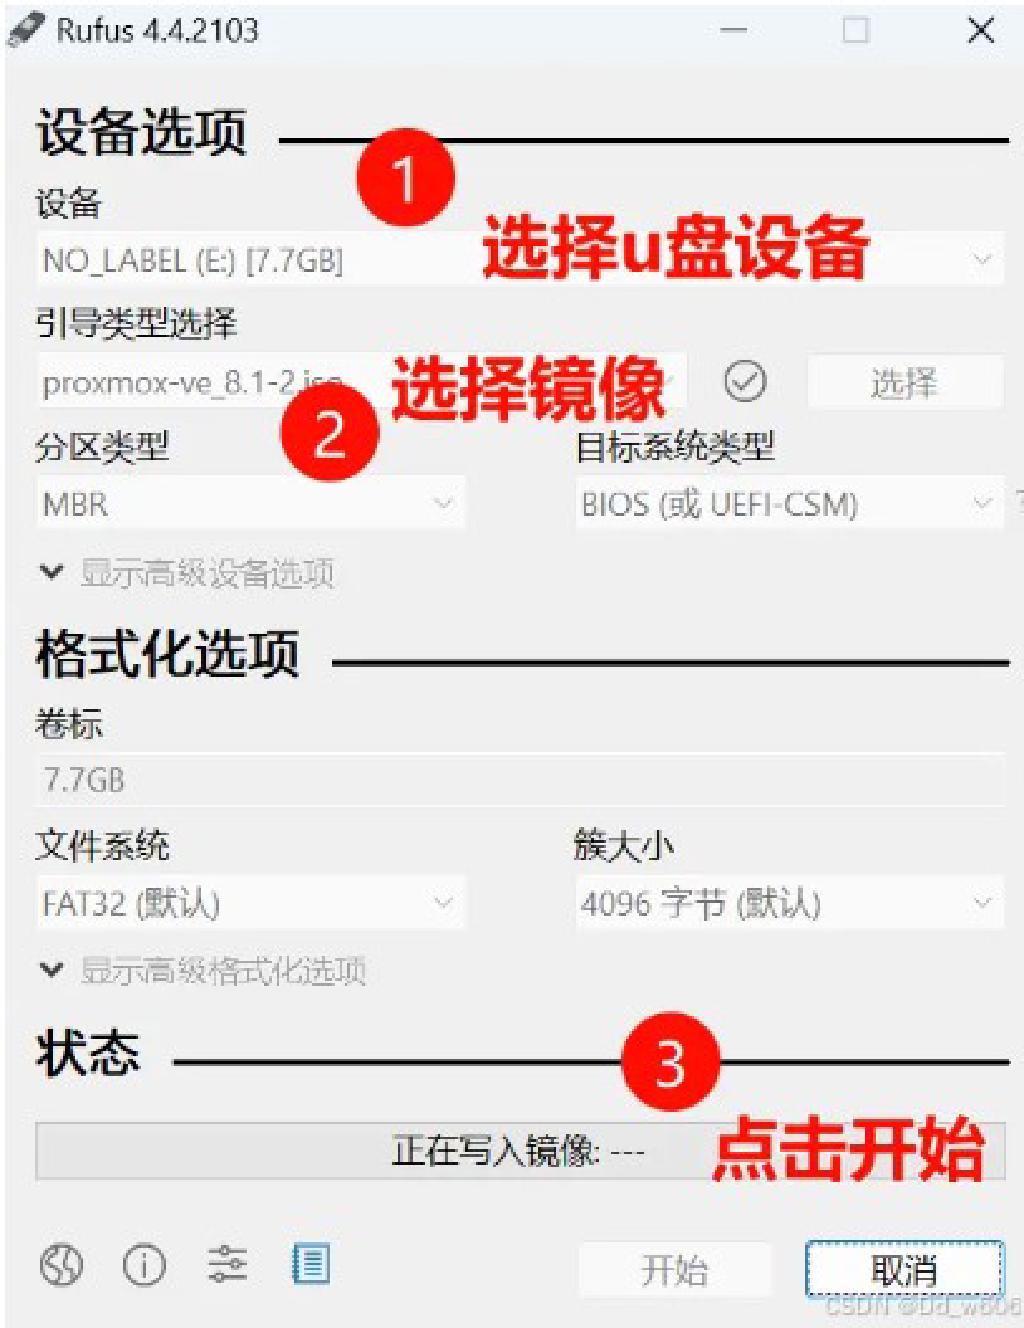 Rufus 4.4.2103
设备选项
1
设备
选择u盘设备
NO_LABEL (E:) [7.7GB]
引导类型选择
proxmox-ve_8.1-2.iso
选择镜像
选择
2
分区类型
目标系统类型
MBR
BIOS (或 UEFI-CSM)
?
显示高级设备选项
格式化选项
卷标
7.7GB
文件系统
簇大小
FAT32 (默认)
4096 字节 (默认)
显示高级格式化选项
状态
3
正在写入镜像: ---
点击开始
开始
取消
CSDN